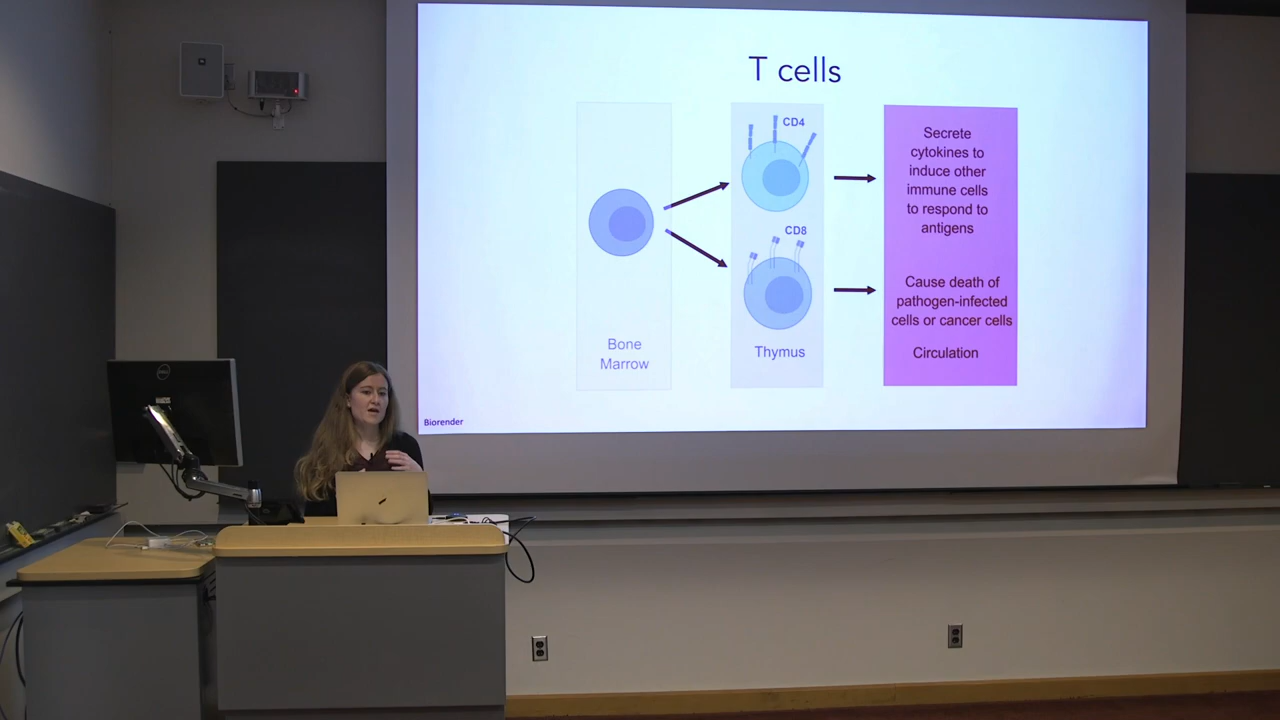 T cells
Bone
Marrow
CD4
CD8
Thymus
Secrete
cytokines to
induce other
immune cells
to respond to
antigens
Cause death of
pathogen-infected
cells or cancer cells
Circulation
Biorender
DELL